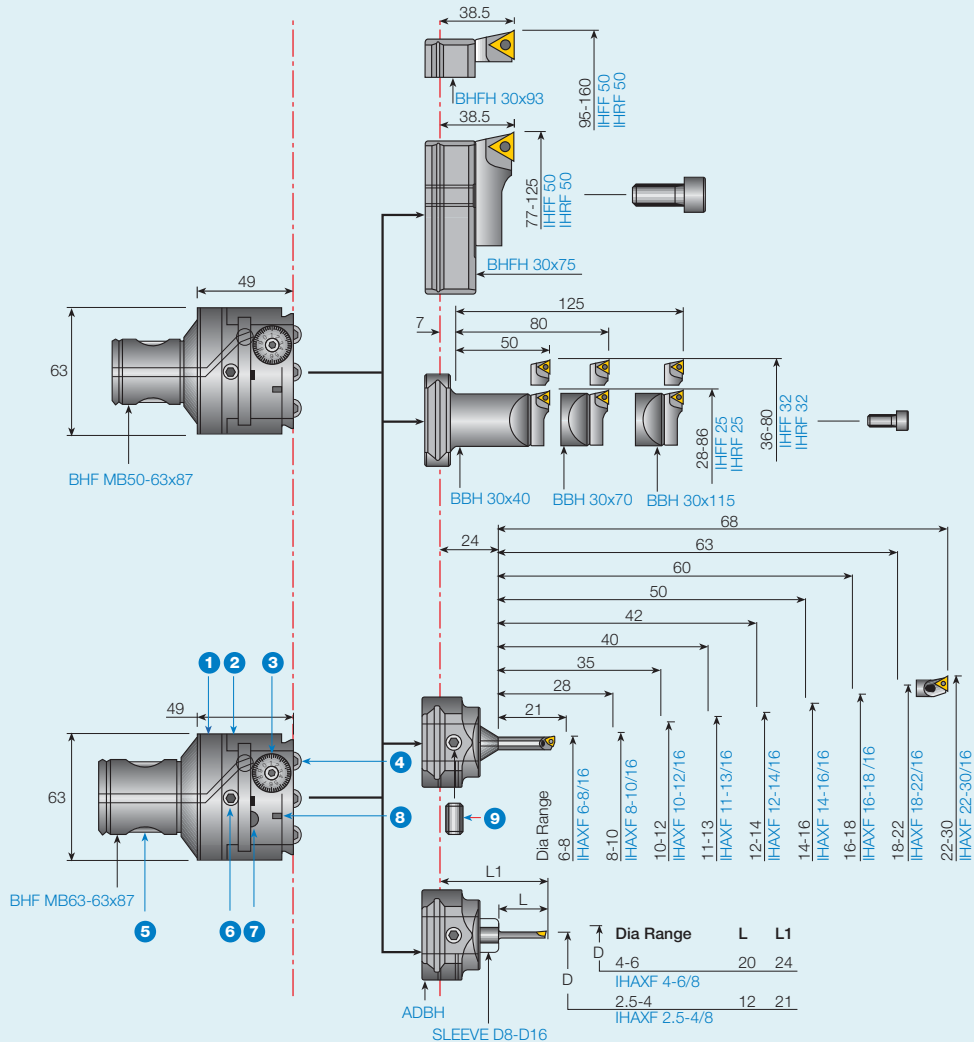 38.5
BHFH 30x93
95-160
IHFF 50
IHRF 50
38.5
77-125
IHFF 50
IHRF 50
BHFH 30x75
49
63
BHF MB50-63x87
125
7
80
50
36-80
IHFF 32
IHRF 32
28-86
IHFF 25
IHRF 25
BBH 30x40
BBH 30x70
BBH 30x115
68
24
63
60
50
42
40
35
28
21
1 2 3
49
4
63
8
9
BHF MB63-63x87
5
6 7
Dia Range
6-8
IHAXF 6-8/16
8-10
IHAXF 8-10/16
10-12
IHAXF 10-12/16
11-13
IHAXF 11-13/16
12-14
IHAXF 12-14/16
14-16
IHAXF 14-16/16
16-18
IHAXF 16-18 /16
18-22
IHAXF 18-22/16
22-30
IHAXF 22-30/16
L1
L
D
D
ADBH
SLEEVE D8-D16
Dia Range L L1
4-6 20 24
IHAXF 4-6/8
2.5-4 12 21
IHAXF 2.5-4/8